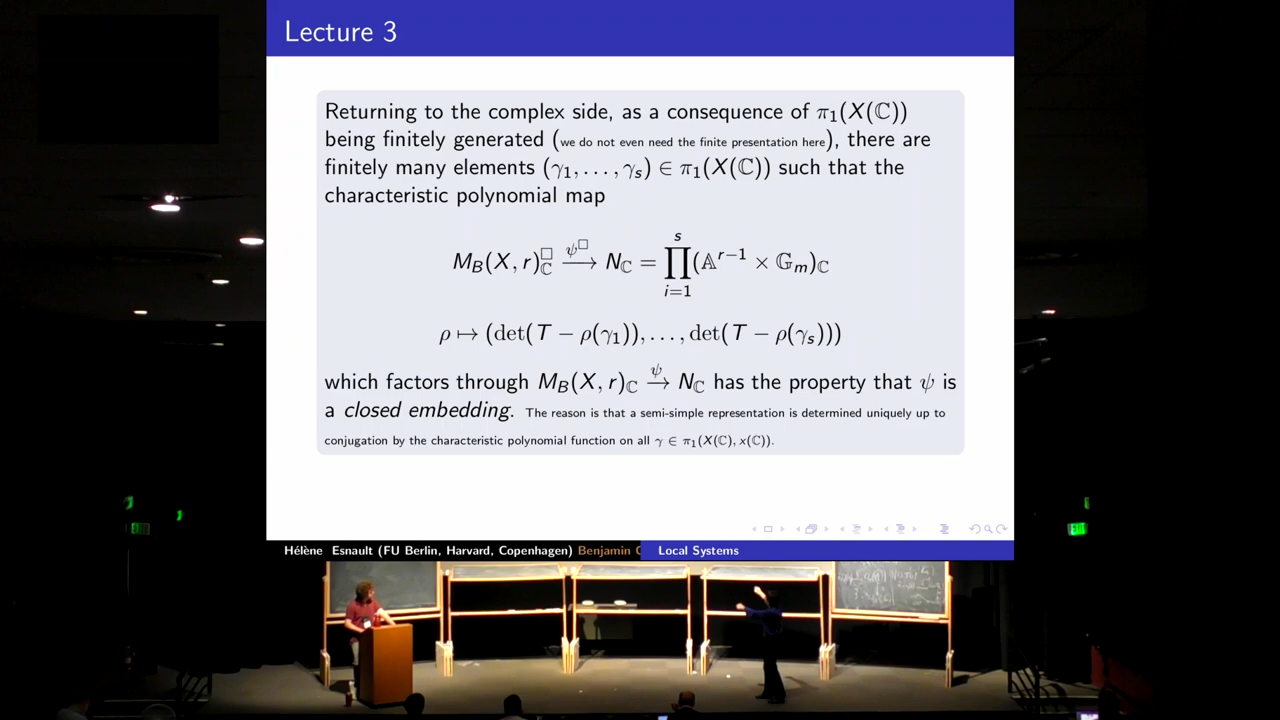 Lecture 3
Returning to the complex side, as a consequence of π₁(X(ℂ))
being finitely generated (we do not even need the finite presentation here), there are
finitely many elements (γ₁, . . . , γₛ) ∈ π₁(X(ℂ)) such that the
characteristic polynomial map
M_B(X, r)_ℂ^□ →^{ψ^□} N_ℂ = ∏_{i=1}^{s} (𝔸^{r−1} × 𝔾_m)_ℂ
ρ ↦ (det(T − ρ(γ₁)), . . . , det(T − ρ(γₛ)))
which factors through M_B(X, r)_ℂ →^{ψ} N_ℂ has the property that ψ is
a closed embedding. The reason is that a semi-simple representation is determined uniquely up to
conjugation by the characteristic polynomial function on all γ ∈ π₁(X(ℂ), x(ℂ)).
Hélène Esnault (FU Berlin, Harvard, Copenhagen) Benjamin Local Systems